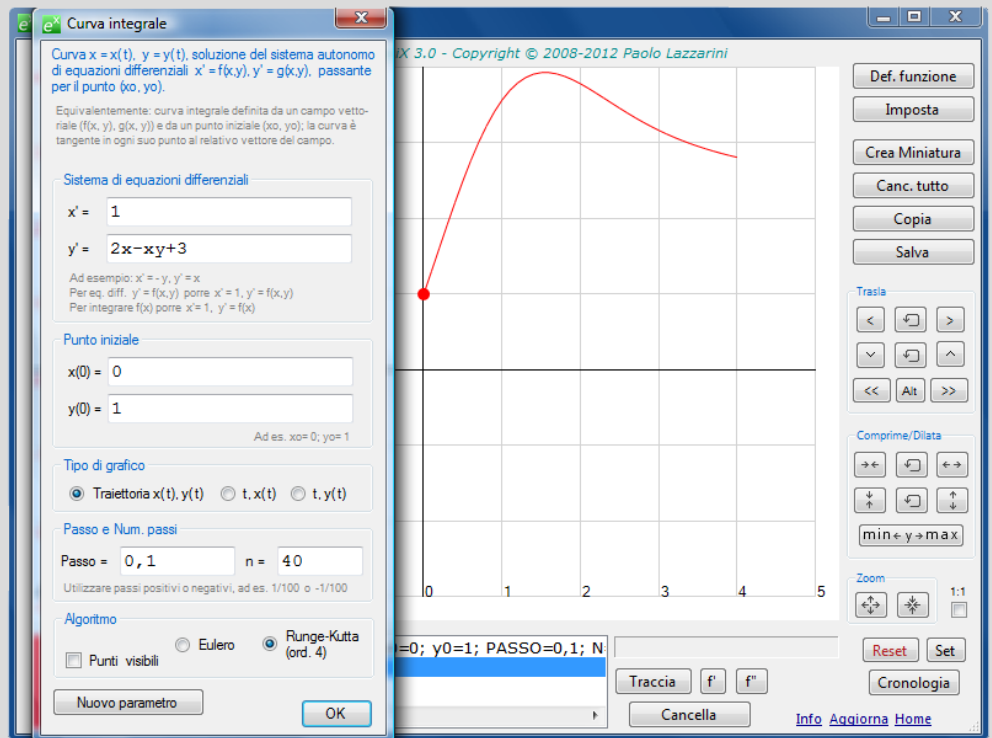 Curva integrale
Curva x = x(t), y = y(t), soluzione del sistema autonomo
di equazioni differenziali x' = f(x,y), y' = g(x,y), passante
per il punto (xo, yo).
Equivalentemente: curva integrale definita da un campo vetto-
riale (f(x, y), g(x, y)) e da un punto iniziale (xo, yo); la curva è
tangente in ogni suo punto al relativo vettore del campo.
Sistema di equazioni differenziali
x' = 1
y' = 2x-xy+3
Ad esempio: x' = - y, y' = x
Per eq. diff. y' = f(x,y) porre x' = 1, y' = f(x,y)
Per integrare f(x) porre x'= 1, y' = f(x)
Punto iniziale
x(0) = 0
y(0) = 1
Ad es. xo= 0; yo= 1
Tipo di grafico
Traiettoria x(t), y(t) t, x(t) t, y(t)
Passo e Num. passi
Passo = 0,1 n = 40
Utilizzare passi positivi o negativi, ad es. 1/100 o -1/100
Algoritmo
Punti visibili
Eulero
Runge-Kutta
(ord. 4)
Nuovo parametro
OK
3.0 - Copyright © 2008-2012 Paolo Lazzarini
0 1 2 3 4 5
=0; y0=1; PASSO=0,1; N
Traccia f' f"
Cancella
Def. funzione
Imposta
Crea Miniatura
Canc. tutto
Copia
Salva
Trasla
< >
<< Alt >>
Comprime/Dilata
min← y→max
Zoom
1:1
Reset Set
Cronologia
Info Aggiorna Home